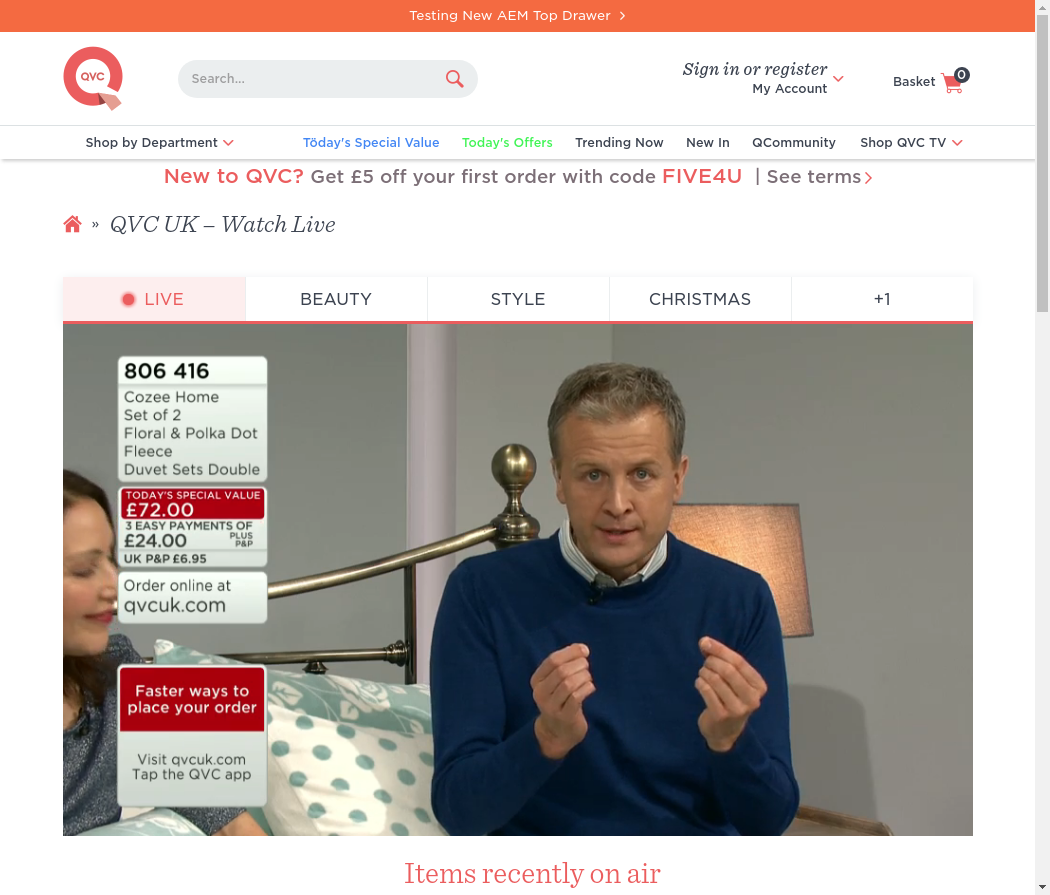 Testing New AEM Top Drawer
QVC
Search...
Sign in or register
My Account
Basket
0
Shop by Department
Töday's Special Value
Today's Offers
Trending Now
New In
QCommunity
Shop QVC TV
New to QVC? Get £5 off your first order with code FIVE4U | See terms
» QVC UK – Watch Live
LIVE
BEAUTY
STYLE
CHRISTMAS
+1
806 416
Cozee Home
Set of 2
Floral & Polka Dot
Fleece
Duvet Sets Double
TODAY'S SPECIAL VALUE
£72.00
3 EASY PAYMENTS OF
£24.00 PLUS P&P
UK P&P £6.95
Order online at
qvcuk.com
Faster ways to
place your order
Visit qvcuk.com
Tap the QVC app
Items recently on air